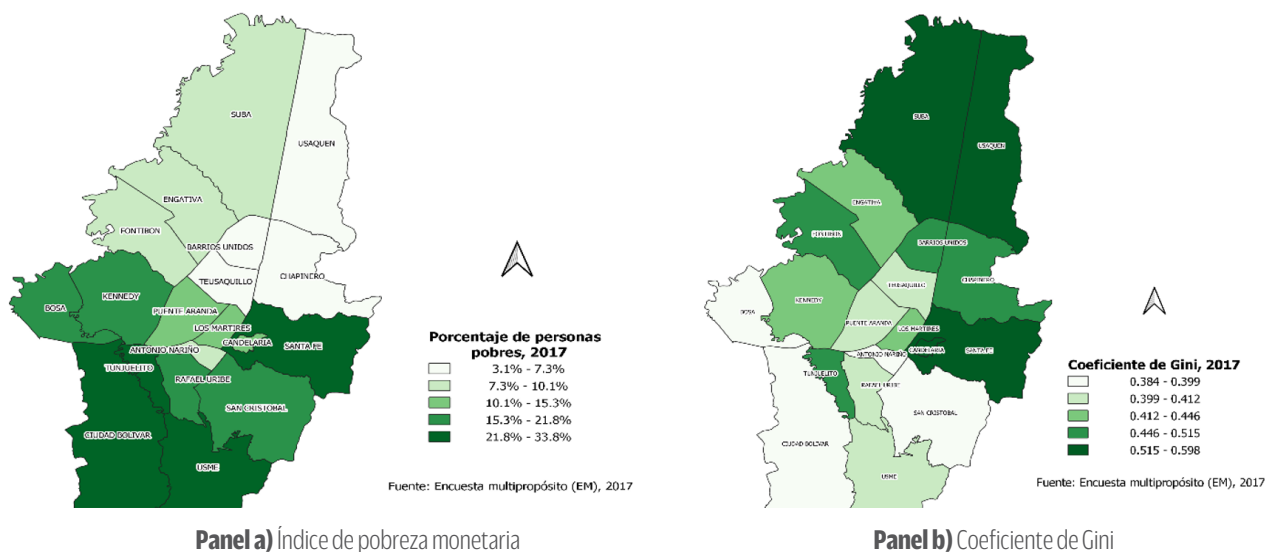 SUBA
USAQUEN
ENGATIVA
FONTIBON
BARRIOS UNIDOS
CHAPINERO
TEUSAQUILLO
KENNEDY
BOSA
PUENTE ARANDA
LOS MARTIRES
CANDELARIA
SANTA FE
ANTONIO NARIÑO
TUNJUELITO
RAFAEL URIBE
SAN CRISTOBAL
CIUDAD BOLIVAR
USME
Porcentaje de personas
pobres, 2017
3.1% - 7.3%
7.3% - 10.1%
10.1% - 15.3%
15.3% - 21.8%
21.8% - 33.8%
Fuente: Encuesta multipropósito (EM), 2017
Panel a) Índice de pobreza monetaria
SUBA
USAQUEN
ENGATIVA
FONTIBON
BARRIOS UNIDOS
CHAPINERO
TEUSAQUILLO
BOSA
KENNEDY
PUENTE ARANDA
LOS MARTIRES
CANDELARIA
SANTA FE
ANTONIO NARIÑO
TUNJUELITO
RAFAEL URIBE
SAN CRISTOBAL
CIUDAD BOLIVAR
USME
Coeficiente de Gini, 2017
0.384 - 0.399
0.399 - 0.412
0.412 - 0.446
0.446 - 0.515
0.515 - 0.598
Fuente: Encuesta multipropósito (EM), 2017
Panel b) Coeficiente de Gini